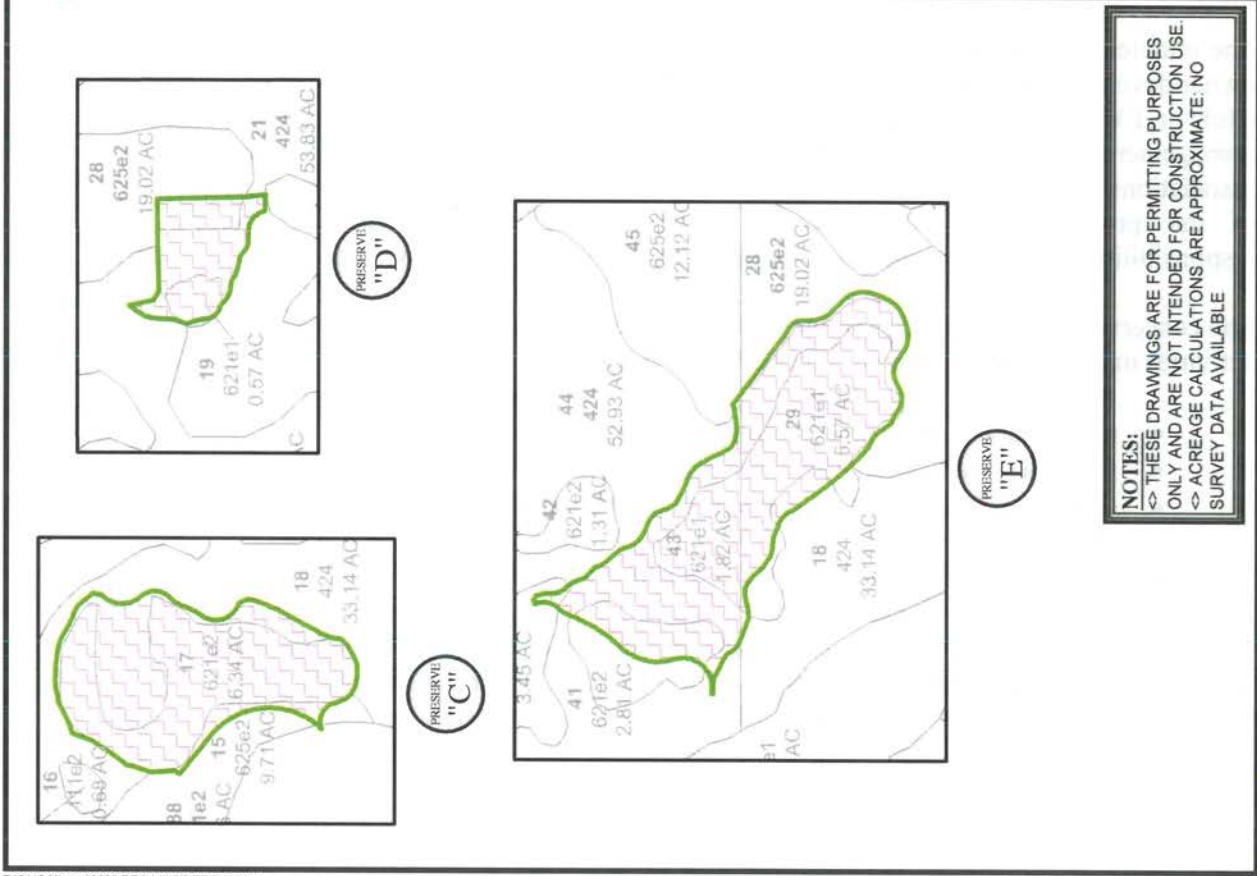 16
111e2
0.68 AC
1e2
15
625e2
9.71 AC
17
621e2
6.34 AC
18
424
33.14 AC
PRESERVE
"C"
28
625e2
19.02 AC
19
621e1
0.57 AC
21
424
53.83 AC
AC
PRESERVE
"D"
3.45 AC
41
621e2
2.81 AC
42
621e2
1.31 AC
43
621e1
1.82 AC
44
424
52.93 AC
45
625e2
12.12 AC
28
625e2
19.02 AC
29
621e1
6.57 AC
18
424
33.14 AC
AC
PRESERVE
"E"
NOTES:
<> THESE DRAWINGS ARE FOR PERMITTING PURPOSES
ONLY AND ARE NOT INTENDED FOR CONSTRUCTION USE.
<> ACREAGE CALCULATIONS ARE APPROXIMATE: NO
SURVEY DATA AVAILABLE